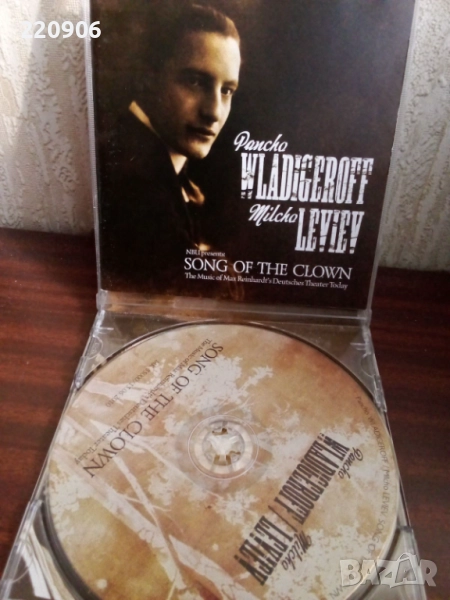 220906
Pancho
WLADIGEROFF
Milcho
LEVIEV
NBU presents:
SONG OF THE CLOWN
The Music of Max Reinhardt's Deutsches Theater Today
SONG OF THE CLOWN
Pancho
WLADIGEROFF
Milcho
LEVIEV
BAZAR